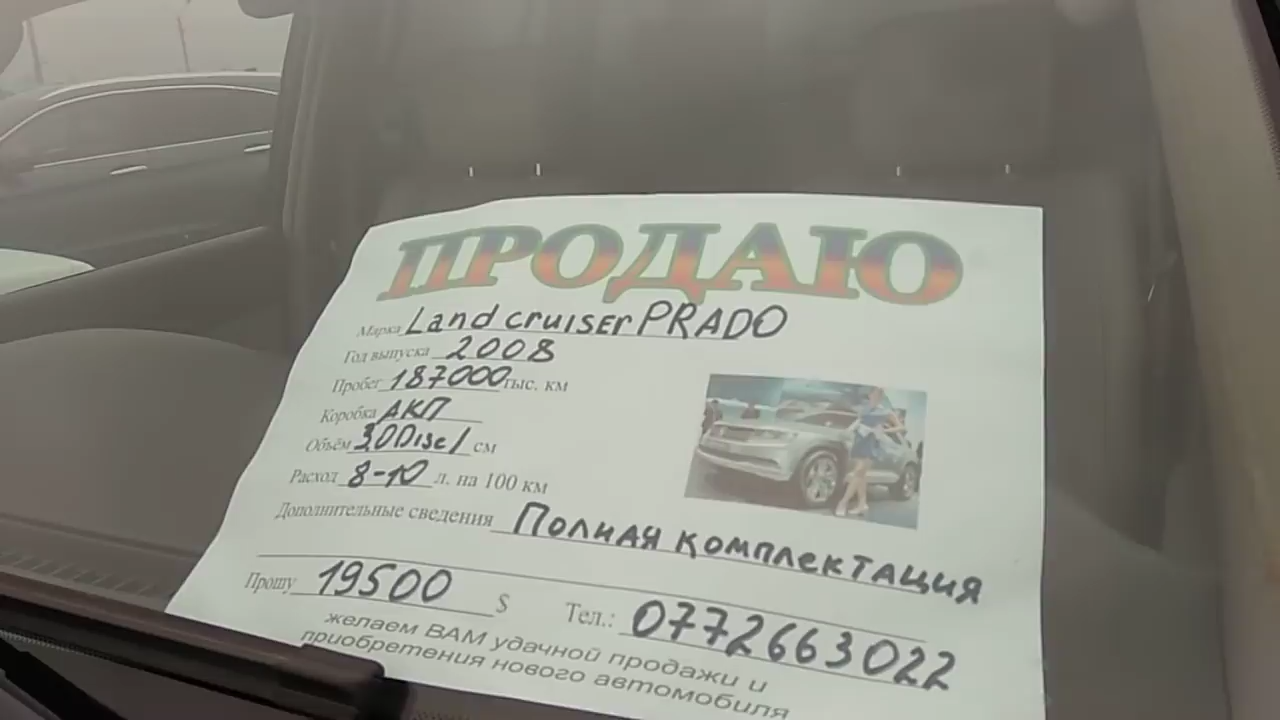 ПРОДАЮ
Марка Land cruiser PRADO
Год выпуска 2008
Пробег 187000 тыс. км
Коробка АКП
Объём 3,0 Disel см
Расход 8-10 л. на 100 км
Дополнительные сведения Полная комплектация
Прошу 19500 $ Тел.: 0772663022
желаем ВАМ удачной продажи и
приобретения нового автомобиля